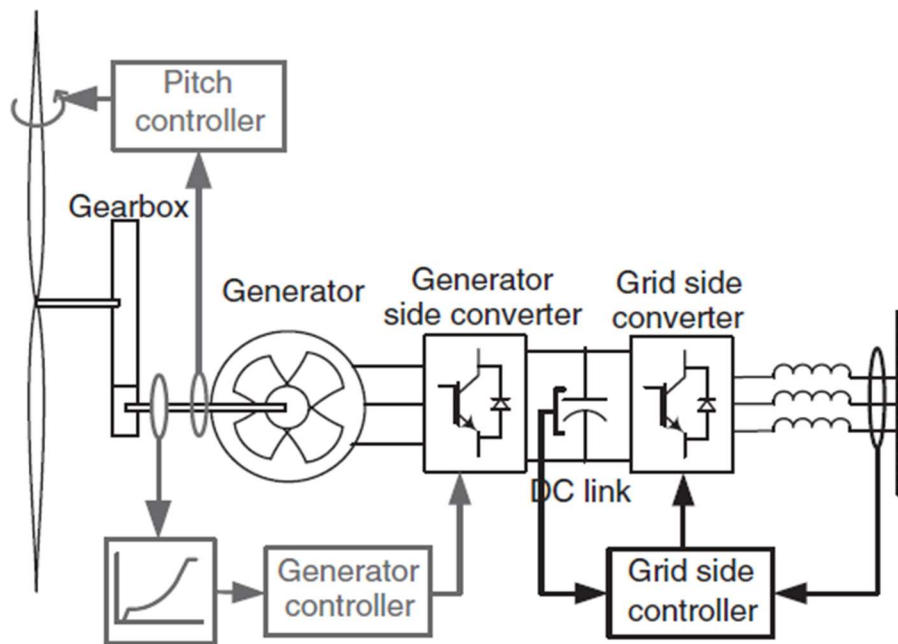 Pitch
controller
Gearbox
Generator
Generator
side converter
Grid side
converter
DC link
Generator
controller
Grid side
controller